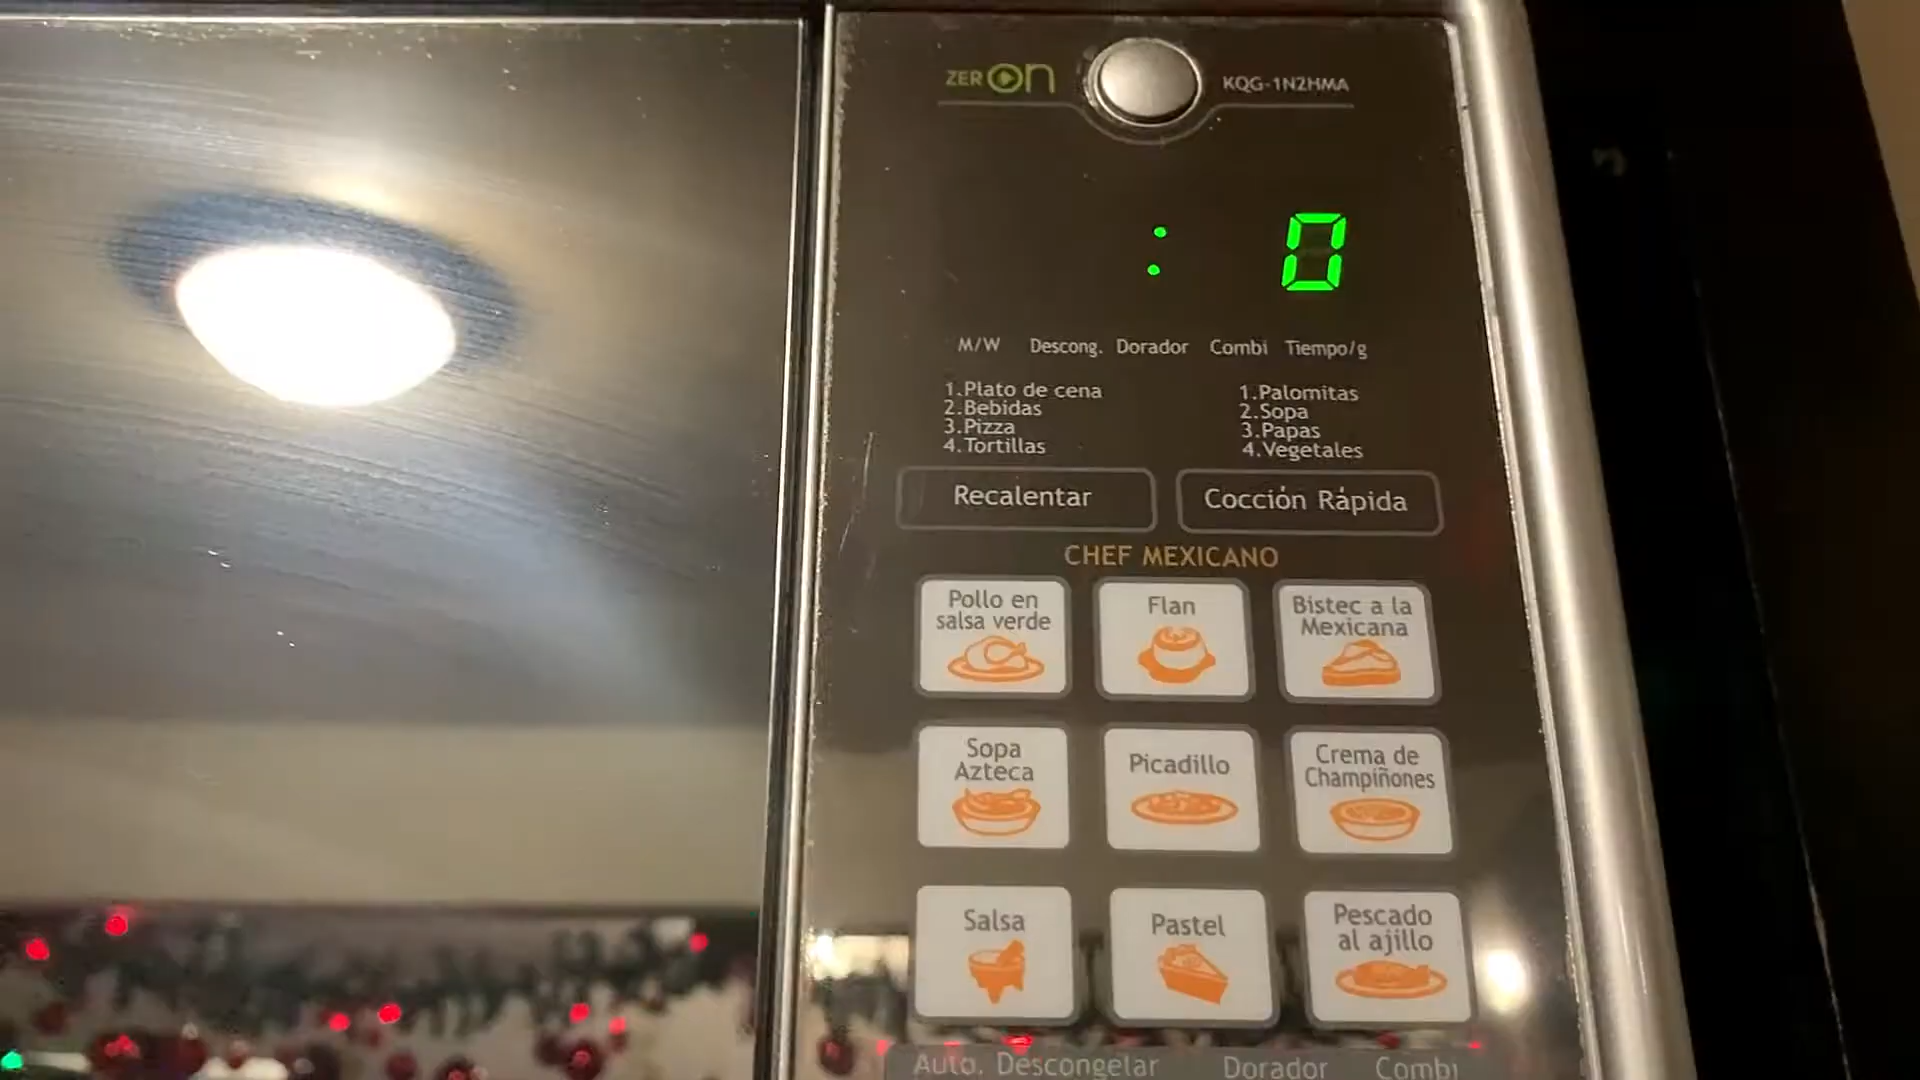 ZERON
KQG-1N2HMA
: 0
M/W Descong. Dorador Combi Tiempo/g
1.Plato de cena
2.Bebidas
3.Pizza
4.Tortillas
1.Palomitas
2.Sopa
3.Papas
4.Vegetales
Recalentar
Cocción Rápida
CHEF MEXICANO
Pollo en
salsa verde
Flan
Bistec a la
Mexicana
Sopa
Azteca
Picadillo
Crema de
Champiñones
Salsa
Pastel
Pescado
al ajillo
Auto. Descongelar
Dorador
Combi